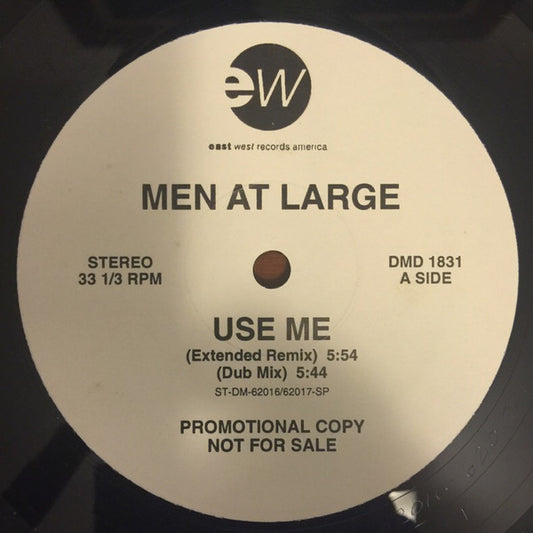 ew
east west records america
MEN AT LARGE
STEREO
33 1/3 RPM
DMD 1831
A SIDE
USE ME
(Extended Remix) 5:54
(Dub Mix) 5:44
ST-DM-62016/62017-SP
PROMOTIONAL COPY
NOT FOR SALE